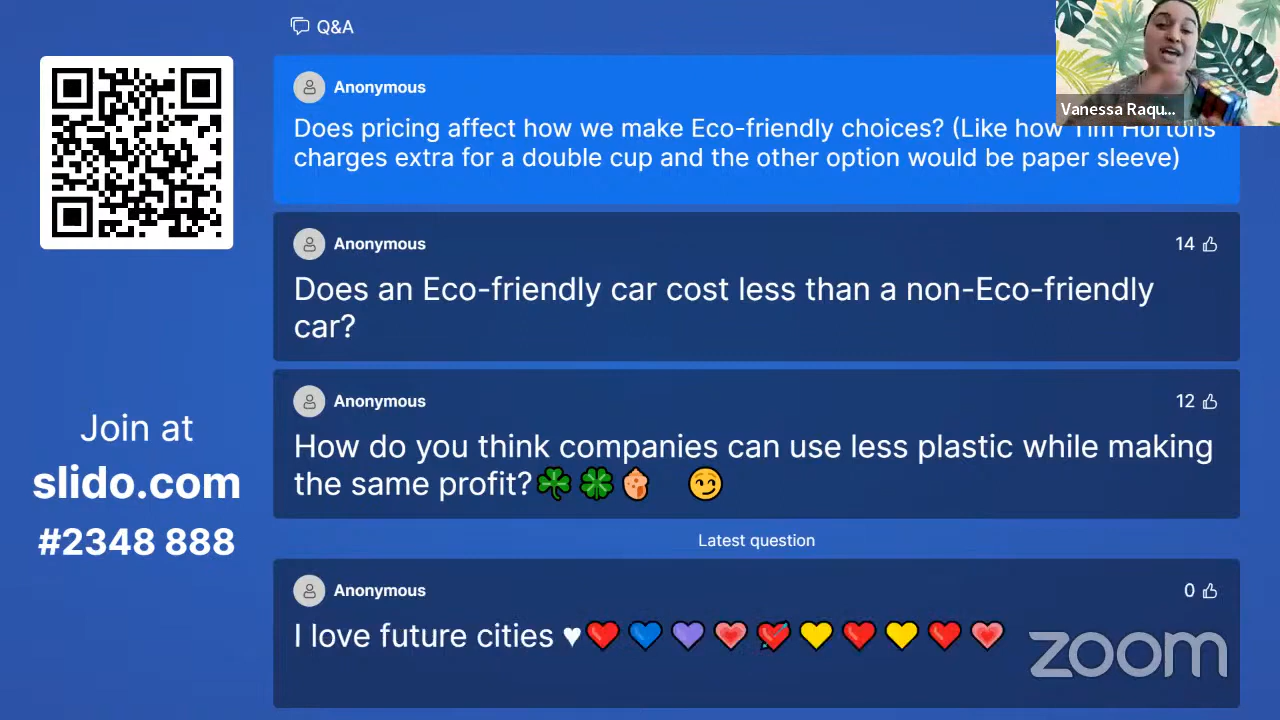 Q&A
Anonymous
Vanessa Raqu...
Does pricing affect how we make Eco-friendly choices? (Like how Tim Hortons
charges extra for a double cup and the other option would be paper sleeve)
Anonymous
14
Does an Eco-friendly car cost less than a non-Eco-friendly
car?
Anonymous
12
How do you think companies can use less plastic while making
the same profit?☘️🍀🥠 😏
Latest question
Anonymous
0
I love future cities ♥❤️💙💜💗💘💛❤️💛❤️💗
Join at
slido.com
#2348 888
zoom